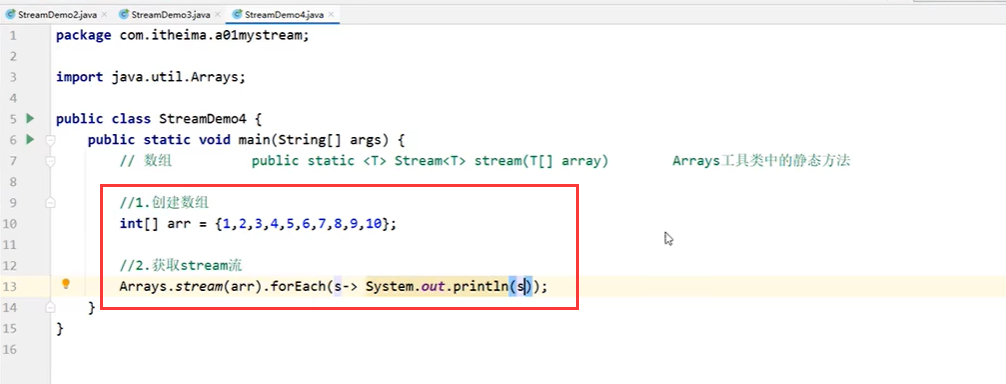 StreamDemo2.java × StreamDemo3.java × StreamDemo4.java ×
1 package com.itheima.a01mystream;
2
3 import java.util.Arrays;
4
5 public class StreamDemo4 {
6 public static void main(String[] args) {
7 // 数组 public static <T> Stream<T> stream(T[] array) Arrays工具类中的静态方法
8
9 //1.创建数组
10 int[] arr = {1,2,3,4,5,6,7,8,9,10};
11
12 //2.获取stream流
13 Arrays.stream(arr).forEach(s-> System.out.println(s));
14 }
15 }
16